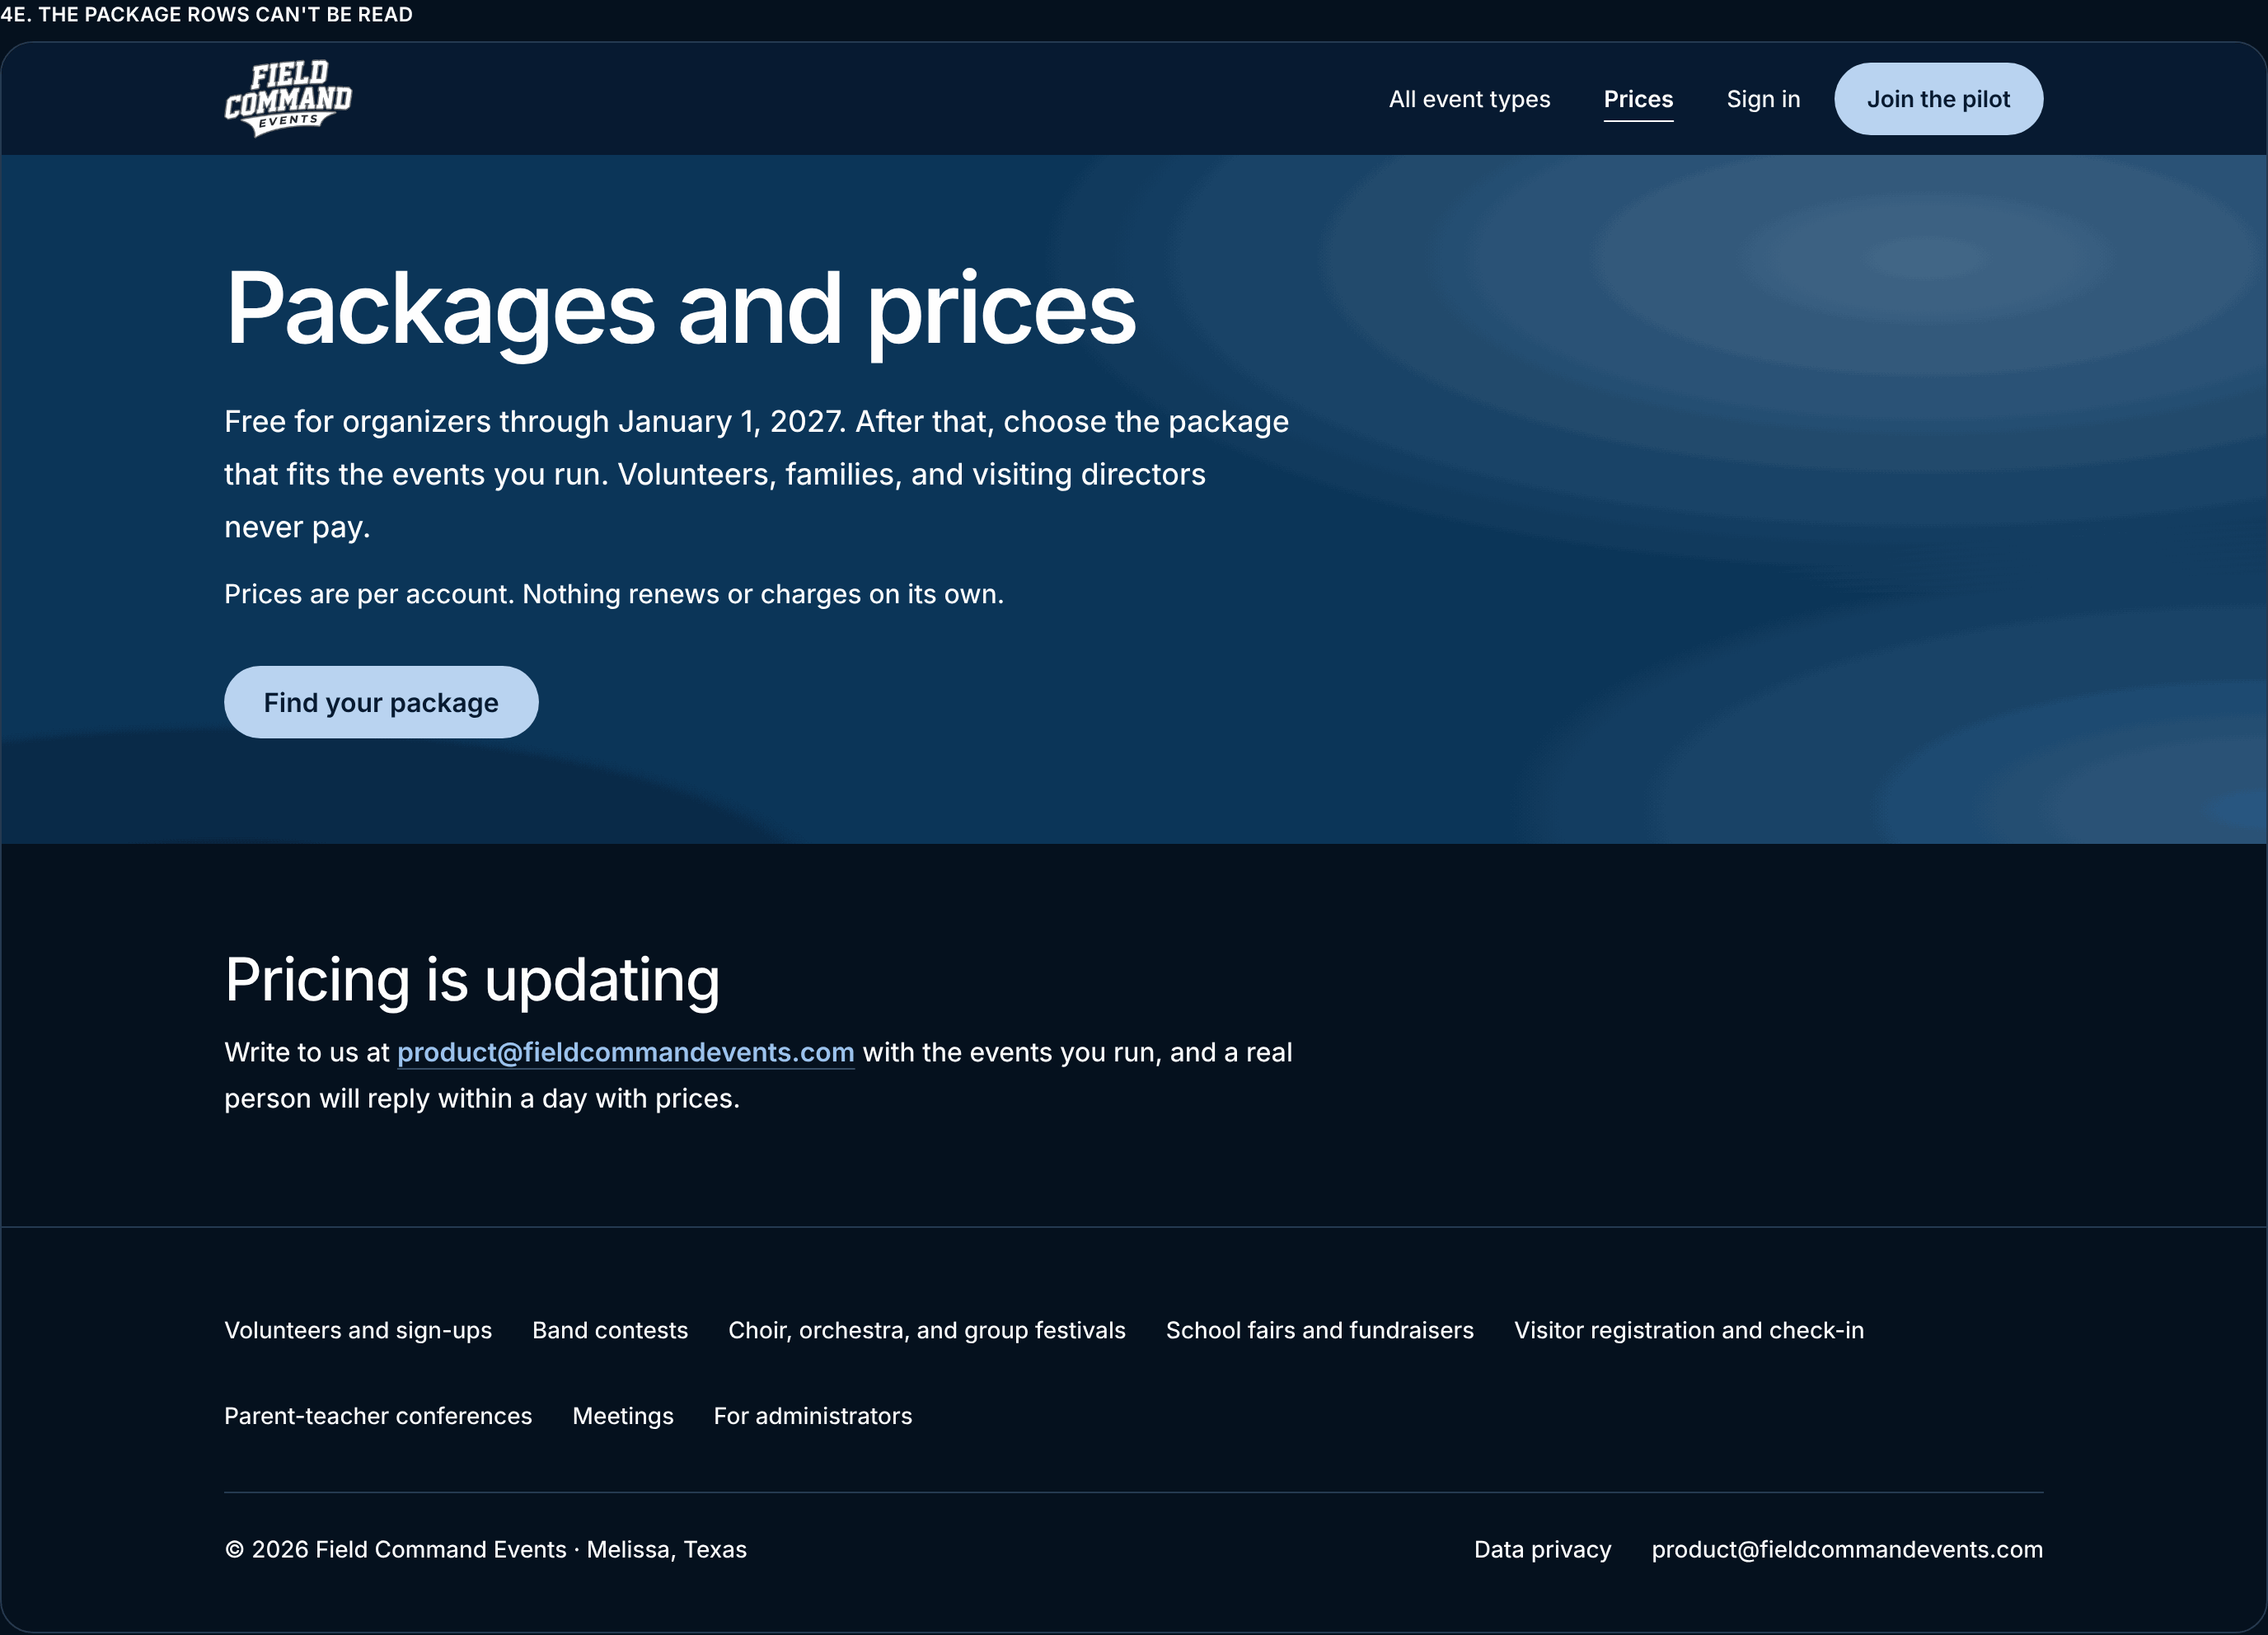 4E. THE PACKAGE ROWS CAN'T BE READ
FIELD
COMMAND
EVENTS
All event types
Prices
Sign in
Join the pilot
Packages and prices
Free for organizers through January 1, 2027. After that, choose the package
that fits the events you run. Volunteers, families, and visiting directors
never pay.
Prices are per account. Nothing renews or charges on its own.
Find your package
Pricing is updating
Write to us at product@fieldcommandevents.com with the events you run, and a real
person will reply within a day with prices.
Volunteers and sign-ups
Band contests
Choir, orchestra, and group festivals
School fairs and fundraisers
Visitor registration and check-in
Parent-teacher conferences
Meetings
For administrators
© 2026 Field Command Events · Melissa, Texas
Data privacy
product@fieldcommandevents.com